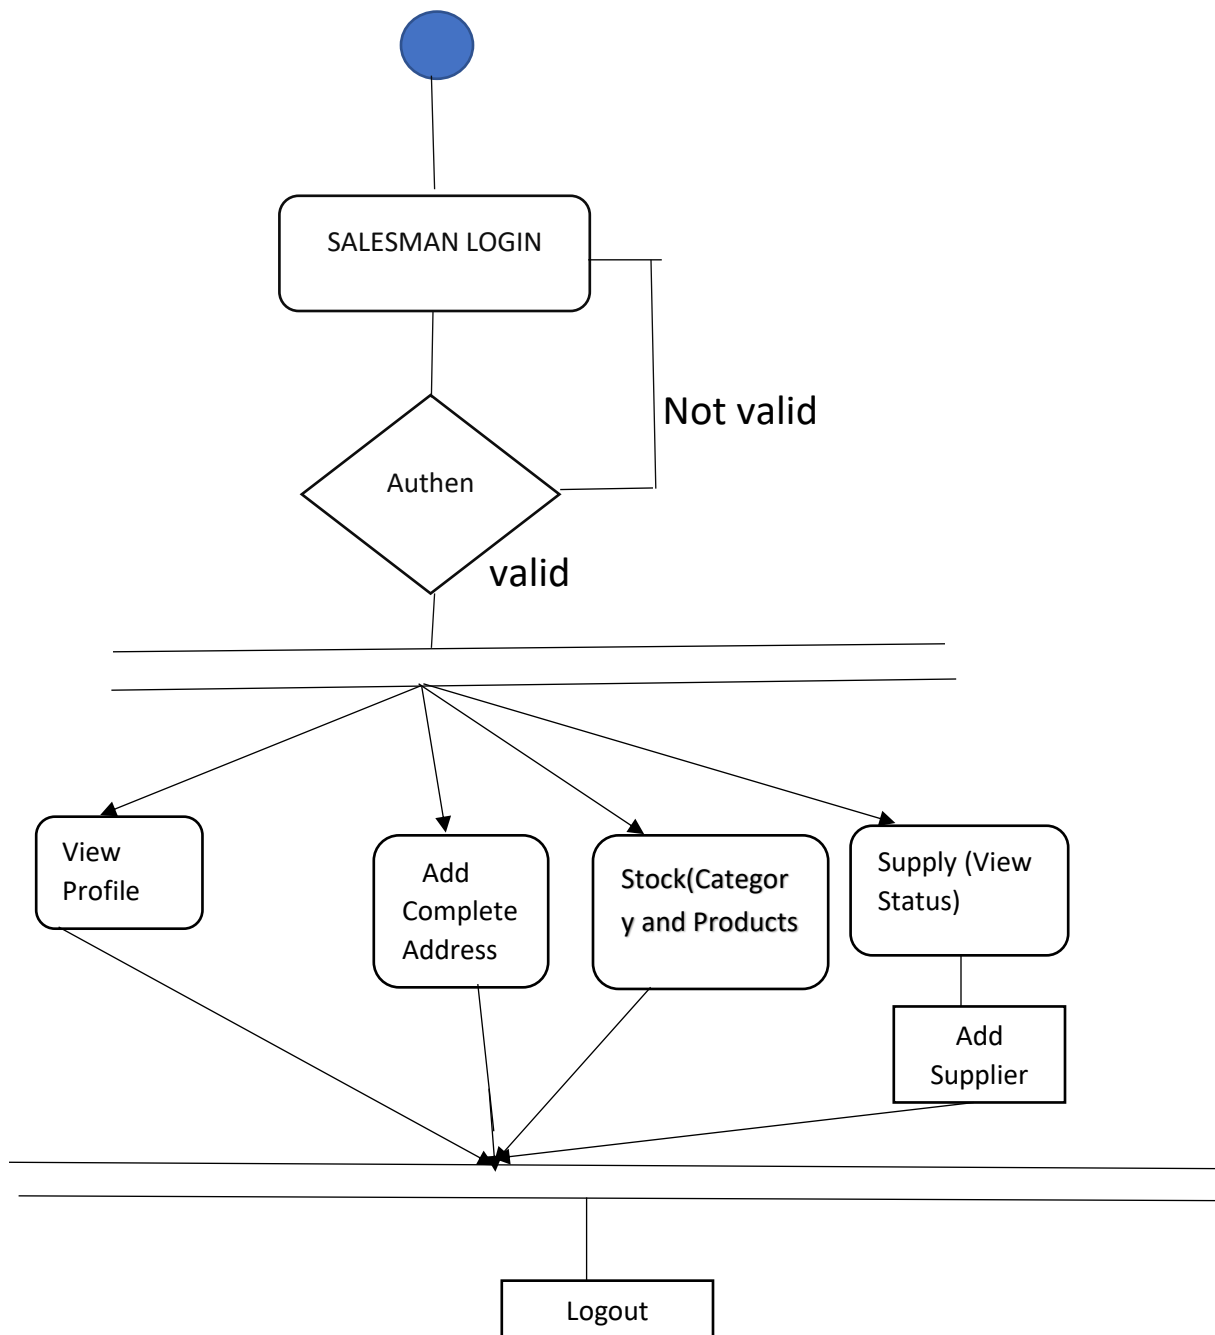 SALESMAN LOGIN
Not valid
Authen
valid
View
Profile
Add
Complete
Address
Stock(Categor
y and Products
Supply (View
Status)
Add
Supplier
Logout